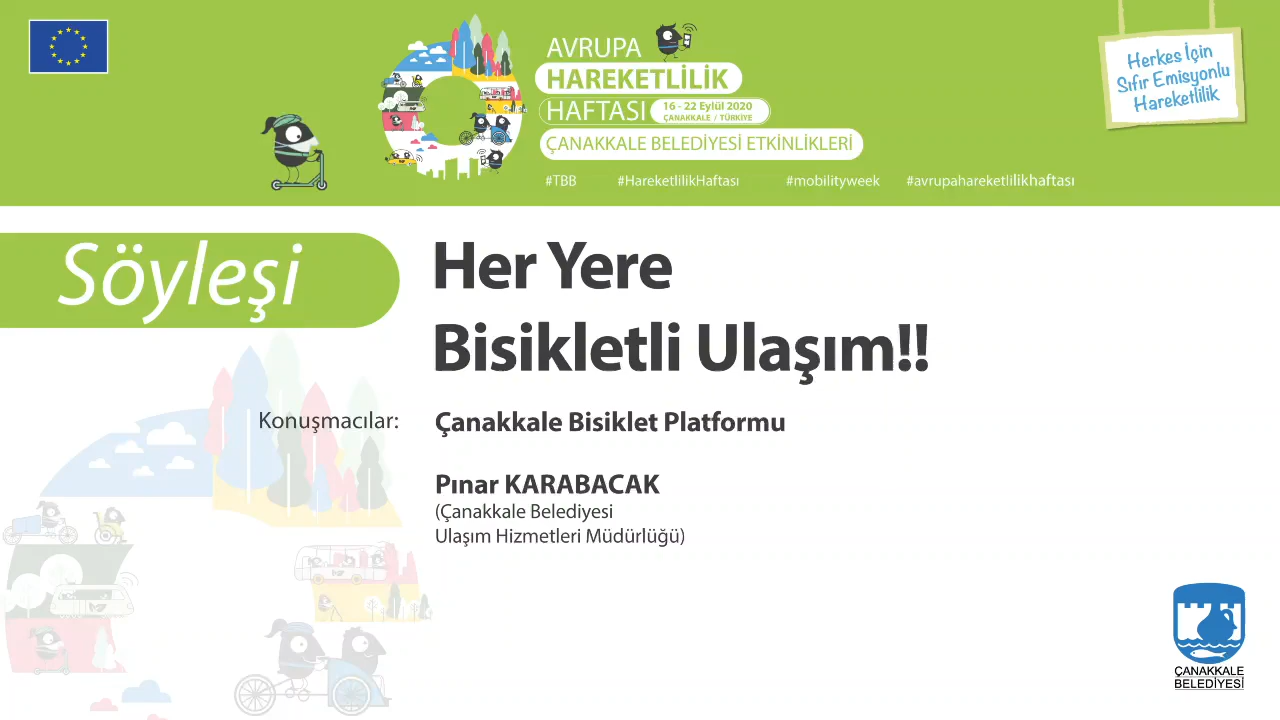 AVRUPA
HAREKETLİLİK
HAFTASI
16 - 22 Eylül 2020
ÇANAKKALE / TÜRKİYE
ÇANAKKALE BELEDİYESİ ETKİNLİKLERİ
#TBB #HareketlilikHaftası #mobilityweek #avrupahareketlilikhaftası
Herkes İçin
Sıfır Emisyonlu
Hareketlilik
Söyleşi
Her Yere
Bisikletli Ulaşım!!
Konuşmacılar: Çanakkale Bisiklet Platformu
Pınar KARABACAK
(Çanakkale Belediyesi
Ulaşım Hizmetleri Müdürlüğü)
ÇANAKKALE
BELEDİYESİ